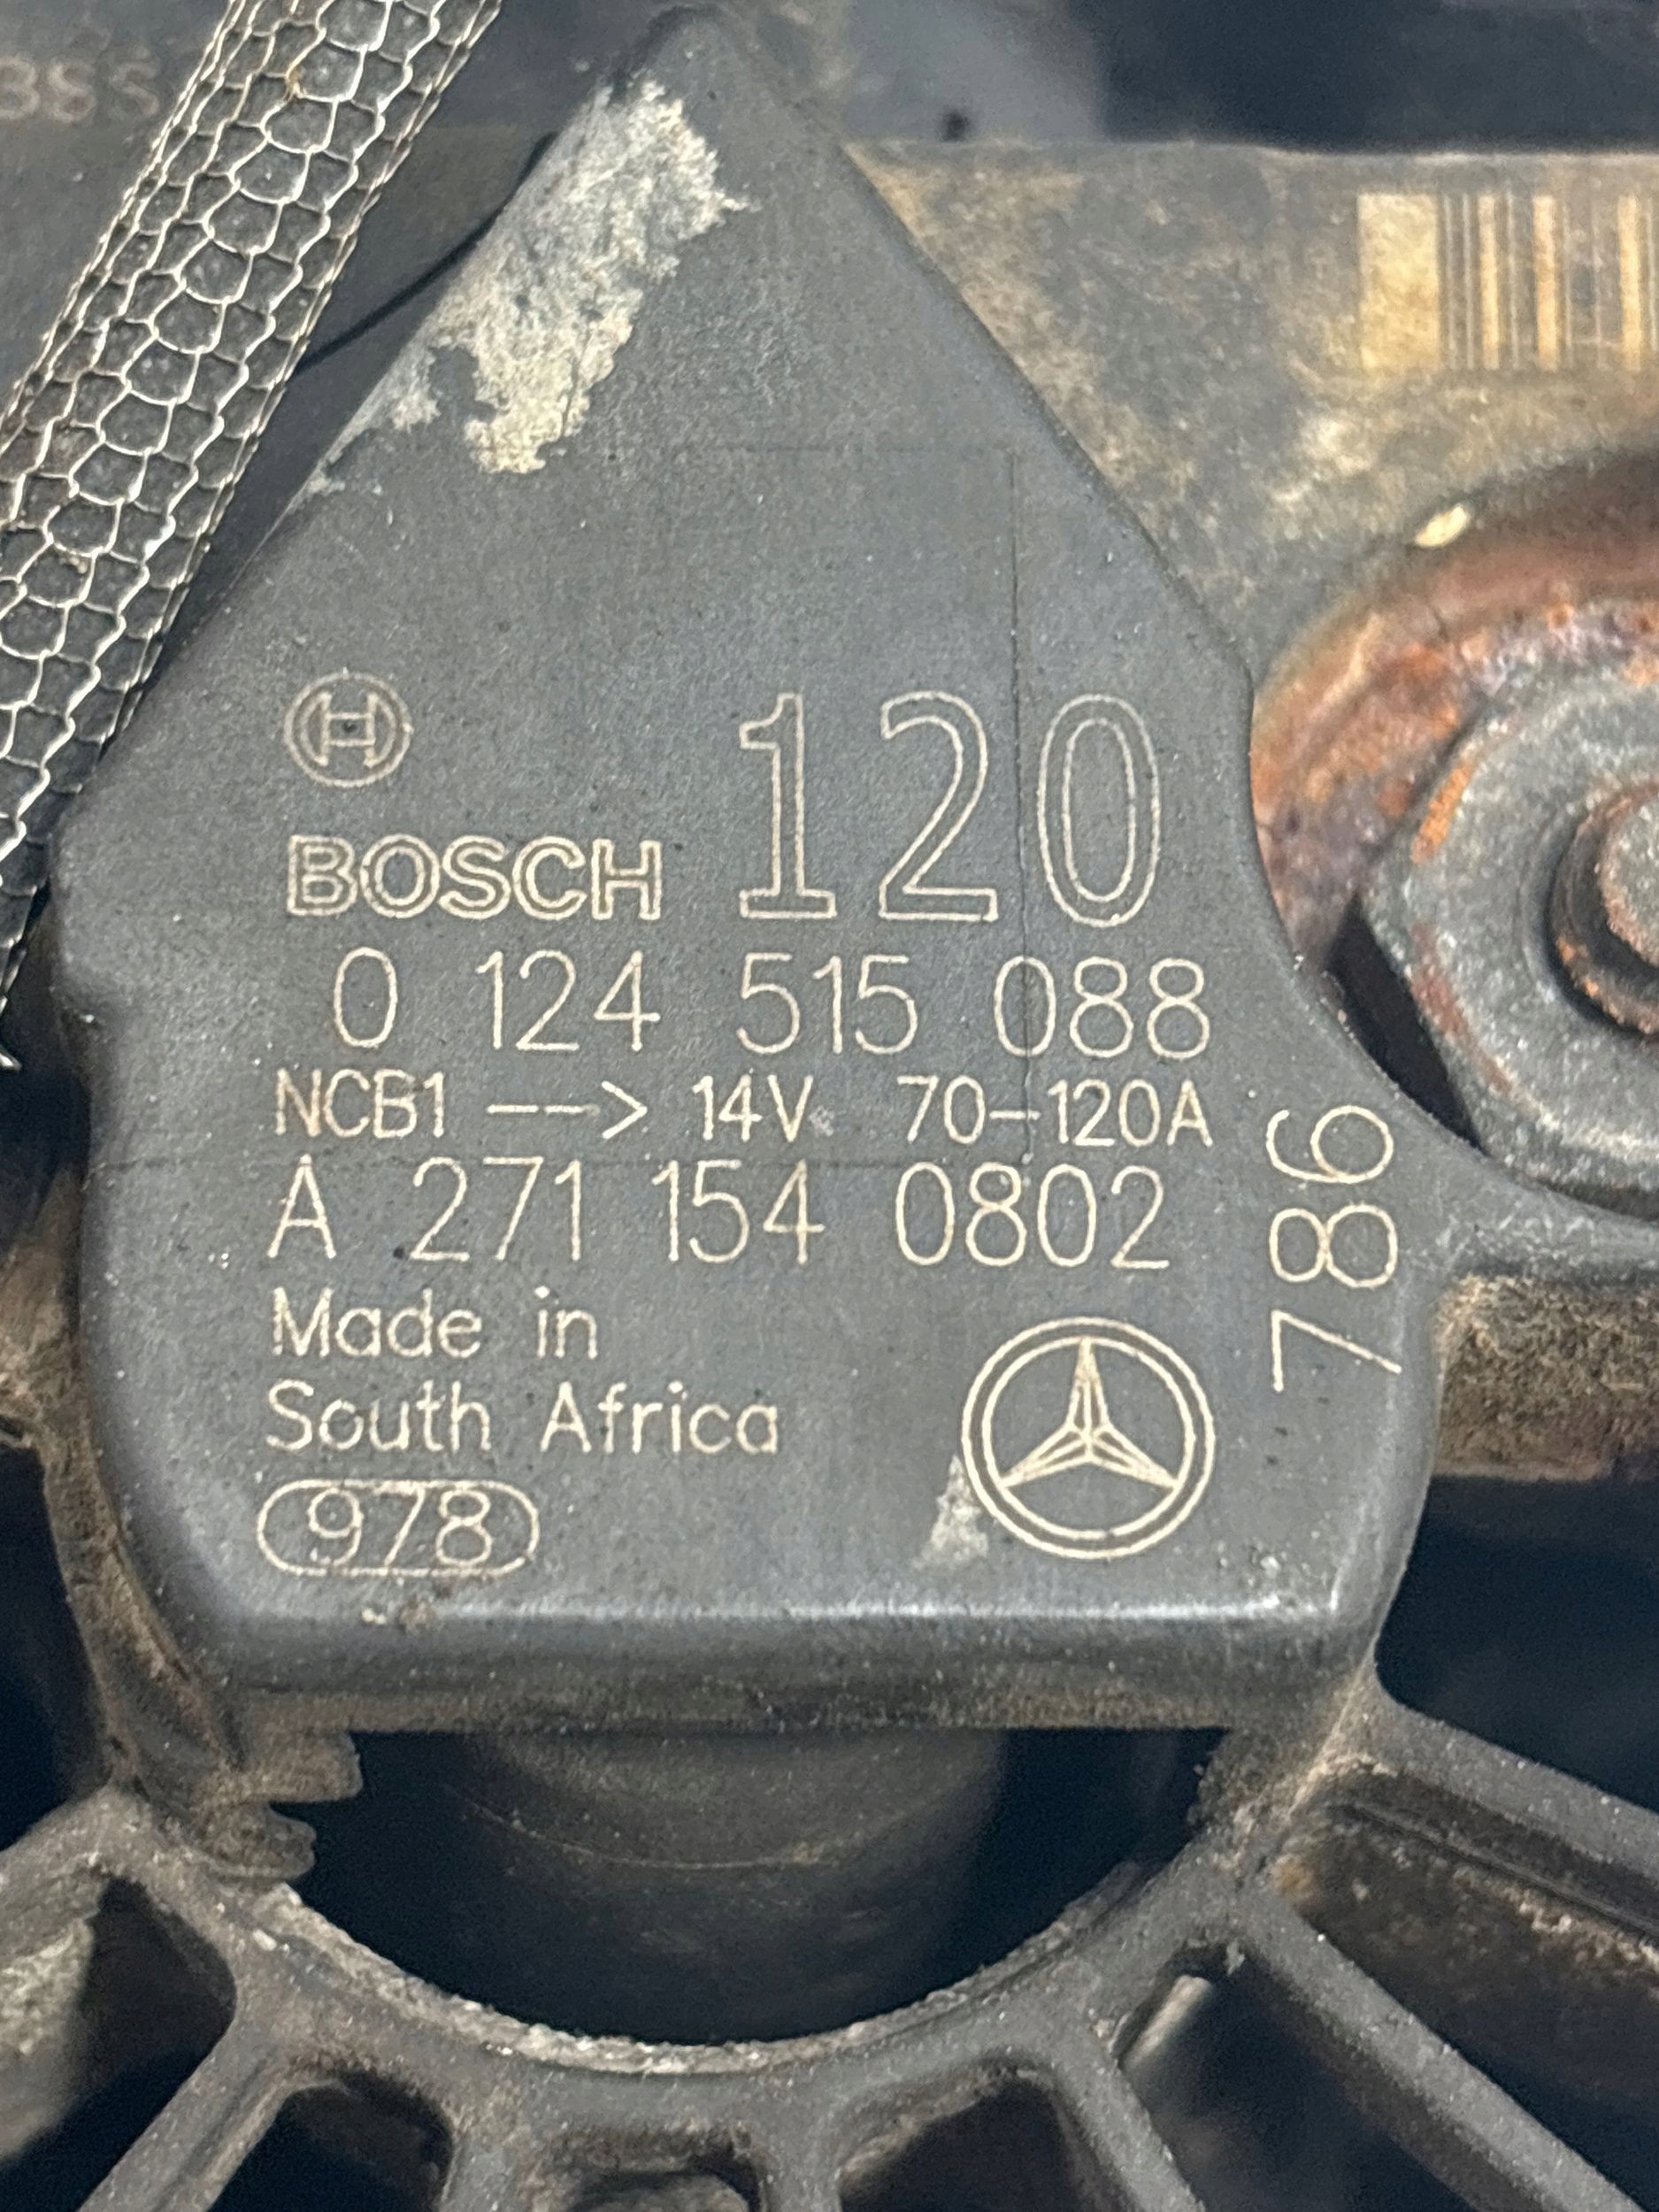 120
BOSCH
0 124 515 088
NCB1 --> 14V 70-120A
A 271 154 0802
786
Made in
South Africa
978